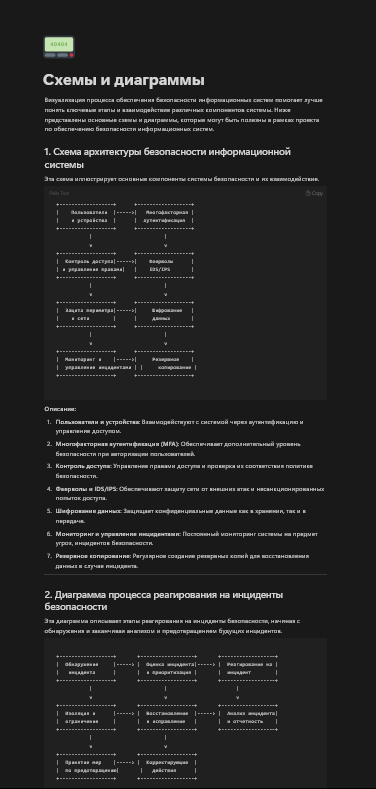 40404
Схемы и диаграммы
Визуализация процесса обеспечения безопасности информационных систем помогает лучше
понять ключевые этапы и взаимодействие различных компонентов системы. Ниже
представлены основные схемы и диаграммы, которые могут быть полезны в рамках проекта
по обеспечению безопасности информационных систем.
1. Схема архитектуры безопасности информационной
системы
Эта схема иллюстрирует основные компоненты системы безопасности и их взаимодействие.
Plain Text Copy
+------------------+ +------------------+
| Пользователи |----->| Многофакторная |
| и устройства | | аутентификация |
+------------------+ +------------------+
| |
v v
+------------------+ +------------------+
| Контроль доступа|----->| Фаерволы |
| и управление правами| | IDS/IPS |
+------------------+ +------------------+
| |
v v
+------------------+ +------------------+
| Защита периметра|----->| Шифрование |
| и сети | | данных |
+------------------+ +------------------+
| |
v v
+------------------+ +------------------+
| Мониторинг и |----->| Резервное |
| управление инцидентами | | копирование |
+------------------+ +------------------+
Описание:
1. Пользователи и устройства: Взаимодействуют с системой через аутентификацию и
управление доступом.
2. Многофакторная аутентификация (MFA): Обеспечивает дополнительный уровень
безопасности при авторизации пользователей.
3. Контроль доступа: Управление правами доступа и проверка их соответствия политике
безопасности.
4. Фаерволы и IDS/IPS: Обеспечивают защиту сети от внешних атак и несанкционированных
попыток доступа.
5. Шифрование данных: Защищает конфиденциальные данные как в хранении, так и в
передаче.
6. Мониторинг и управление инцидентами: Постоянный мониторинг системы на предмет
угроз, инциденты безопасности.
7. Резервное копирование: Регулярное создание резервных копий для восстановления
данных в случае инцидента.
2. Диаграмма процесса реагирования на инциденты
безопасности
Эта диаграмма описывает этапы реагирования на инциденты безопасности, начиная с
обнаружения и заканчивая анализом и предотвращением будущих инцидентов.
+------------------+ +------------------+ +------------------+
| Обнаружение |-----> | Оценка инцидента|-----> | Реагирование на |
| инцидента | | и приоритизация | | инцидент |
+------------------+ +------------------+ +------------------+
| | |
v v v
+------------------+ +------------------+ +------------------+
| Изоляция и |-----> | Восстановление |-----> | Анализ инцидента|
| ограничение | | и исправление | | и отчетность |
+------------------+ +------------------+ +------------------+
| |
v v
+------------------+ +------------------+
| Принятие мер |-----> | Корректирующие |
| по предотвращению| | действия |
+------------------+ +------------------+